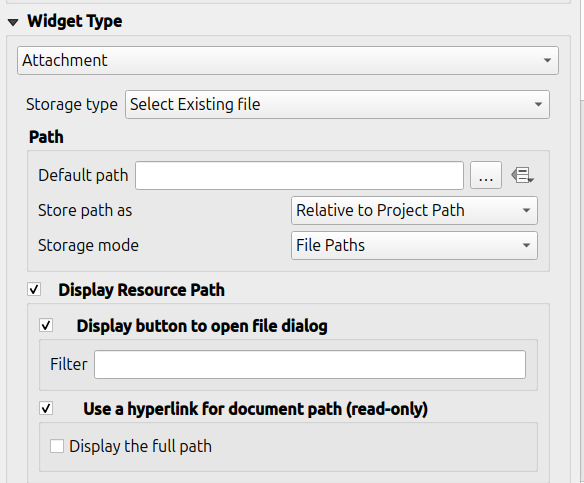 Widget Type
Attachment
Storage type Select Existing file
Path
Default path ...
Store path as Relative to Project Path
Storage mode File Paths
Display Resource Path
Display button to open file dialog
Filter
Use a hyperlink for document path (read-only)
Display the full path